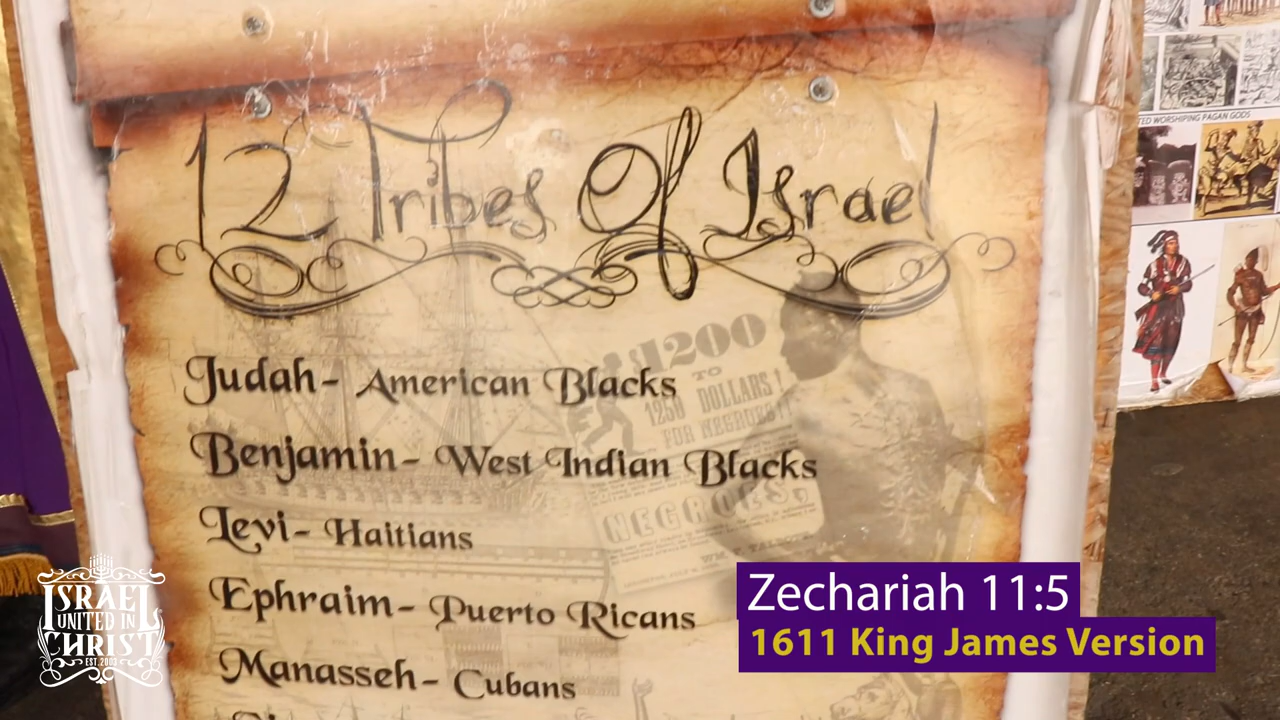 12 Tribes Of Israel
Judah- American Blacks
Benjamin- West Indian Blacks
Levi- Haitians
Ephraim- Puerto Ricans
Manasseh- Cubans
$1200
TO
1250 DOLLARS!
FOR NEGROES!!
NEGROES,
TED WORSHIPING PAGAN GODS
Zechariah 11:5
1611 King James Version
ISRAEL
UNITED IN
CHRIST
EST.2003